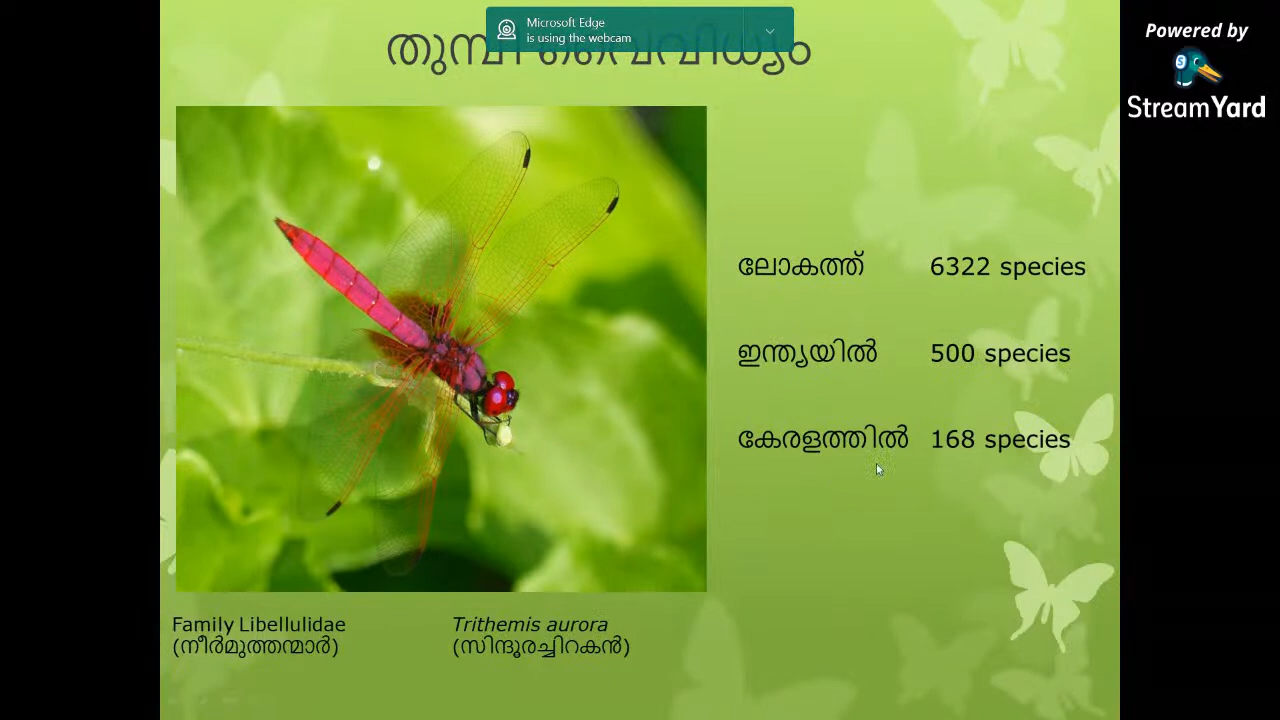 Microsoft Edge
is using the webcam
Powered by
StreamYard
ലോകത്ത് 6322 species
ഇന്ത്യയിൽ 500 species
കേരളത്തിൽ 168 species
Family Libellulidae
(നീർമുത്തന്മാർ)
Trithemis aurora
(സിന്ദൂരച്ചിറകൻ)